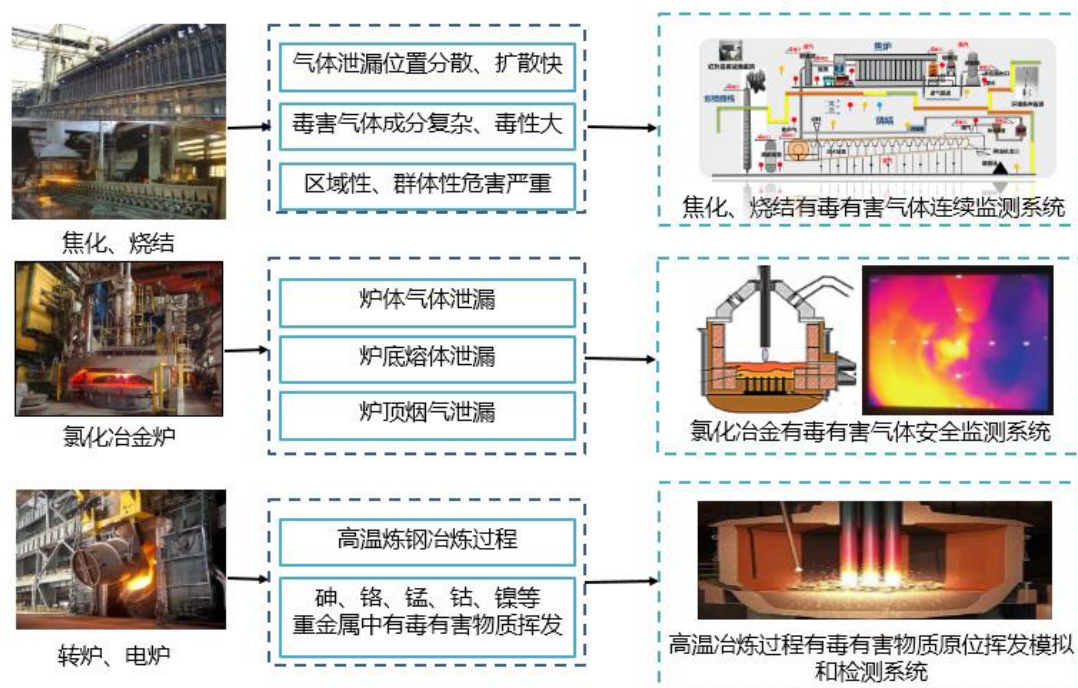 气体泄漏位置分散、扩散快
毒害气体成分复杂、毒性大
区域性、群体性危害严重
焦化、烧结
焦炉
烧结
焦化、烧结有毒有害气体连续监测系统
炉体气体泄漏
炉底熔体泄漏
炉顶烟气泄漏
氯化冶金炉
氯化冶金有毒有害气体安全监测系统
高温炼钢冶炼过程
砷、铬、锰、钴、镍等
重金属中有毒有害物质挥发
转炉、电炉
高温冶炼过程有毒有害物质原位挥发模拟
和检测系统